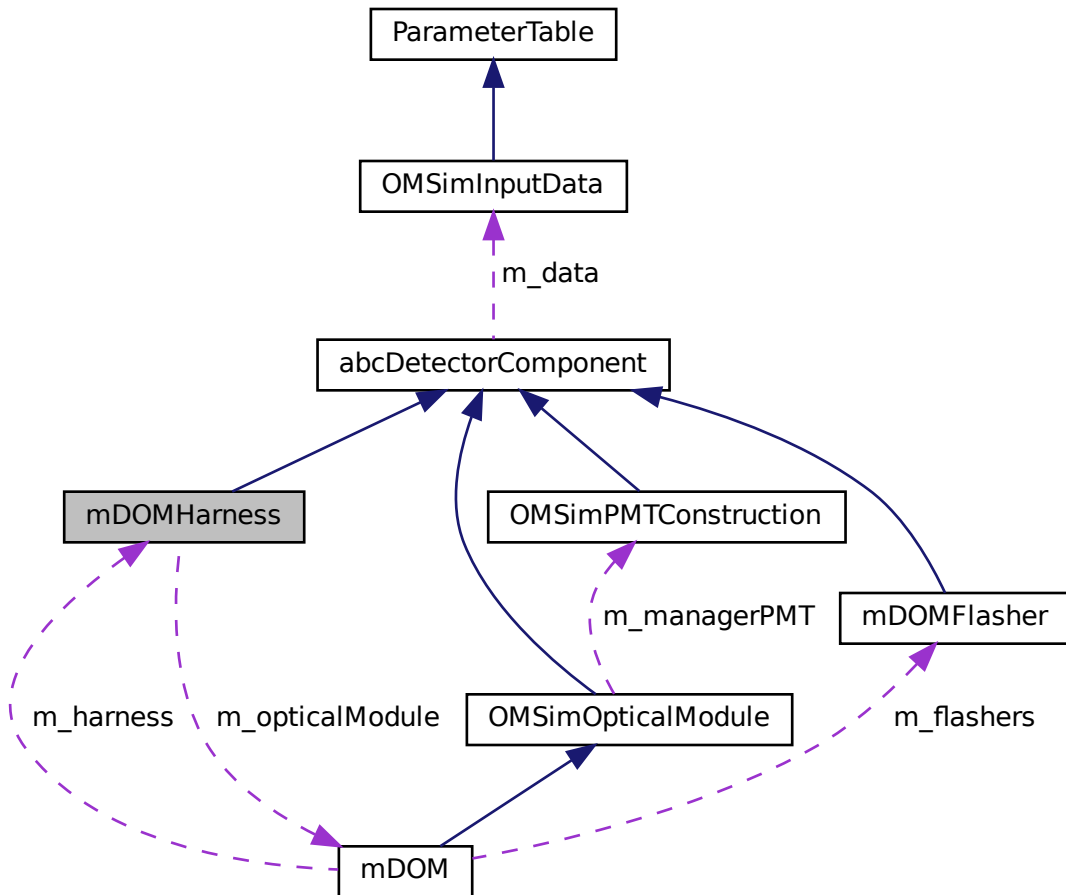 ParameterTable
OMSimInputData
m_data
abcDetectorComponent
mDOMHarness
OMSimPMTConstruction
mDOMFlasher
m_managerPMT
m_harness
m_opticalModule
OMSimOpticalModule
m_flashers
mDOM